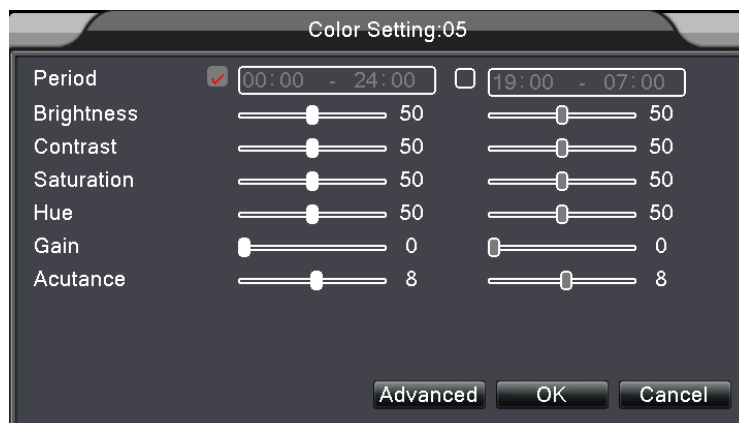 Color Setting:05
Period 00:00 - 24:00 19:00 - 07:00
Brightness 50 50
Contrast 50 50
Saturation 50 50
Hue 50 50
Gain 0 0
Acutance 8 8
Advanced OK Cancel